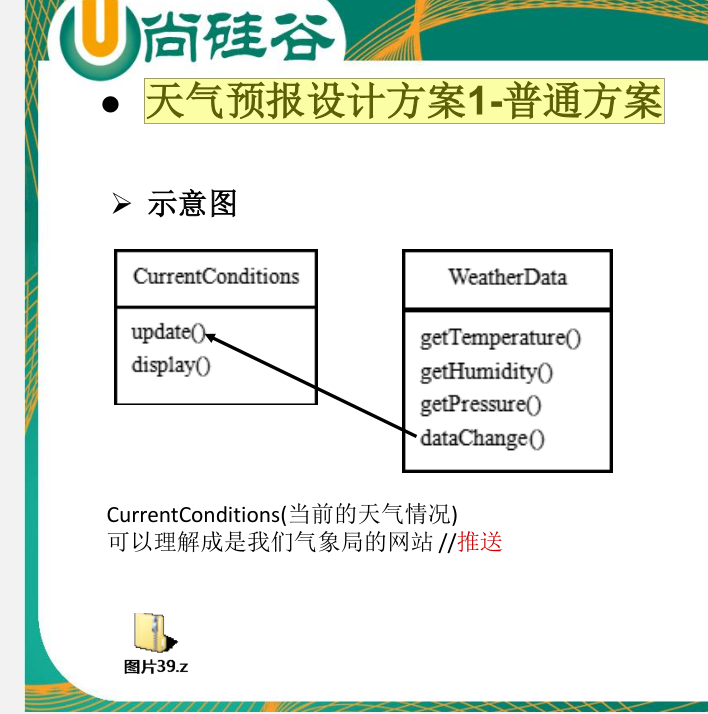 尚硅谷
● 天气预报设计方案1-普通方案
➢ 示意图
CurrentConditions
update()
display()
WeatherData
getTemperature()
getHumidity()
getPressure()
dataChange()
CurrentConditions(当前的天气情况)
可以理解成是我们气象局的网站 //推送
图片39.z